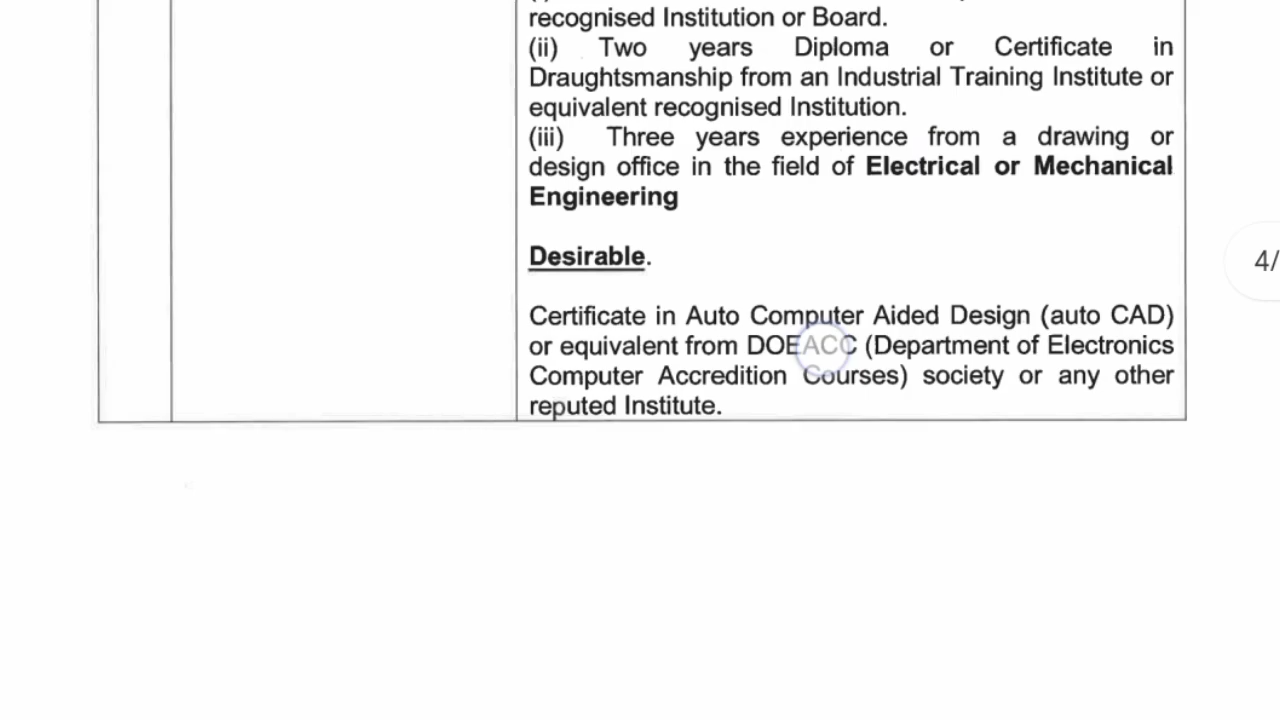 recognised Institution or Board.
(ii) Two years Diploma or Certificate in
Draughtsmanship from an Industrial Training Institute or
equivalent recognised Institution.
(iii) Three years experience from a drawing or
design office in the field of Electrical or Mechanical
Engineering
Desirable.
Certificate in Auto Computer Aided Design (auto CAD)
or equivalent from DOEACC (Department of Electronics
Computer Accredition Courses) society or any other
reputed Institute.
4/